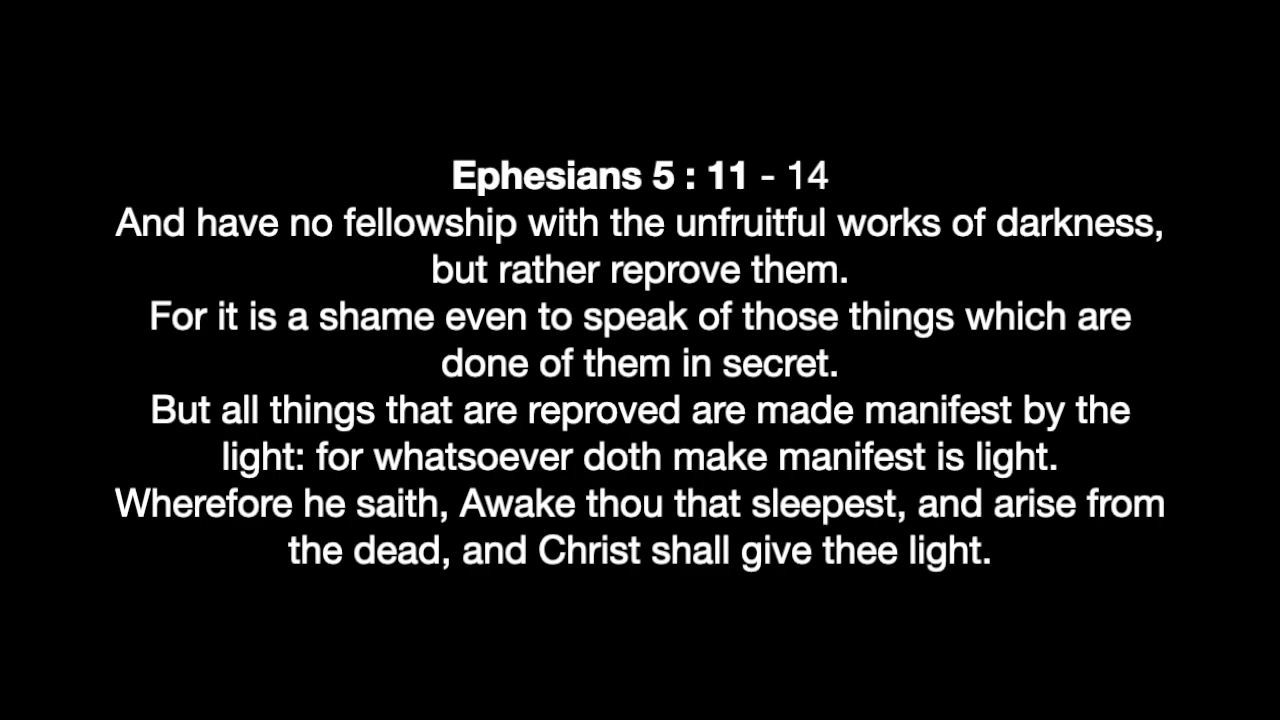 Ephesians 5 : 11 - 14
And have no fellowship with the unfruitful works of darkness,
but rather reprove them.
For it is a shame even to speak of those things which are
done of them in secret.
But all things that are reproved are made manifest by the
light: for whatsoever doth make manifest is light.
Wherefore he saith, Awake thou that sleepest, and arise from
the dead, and Christ shall give thee light.